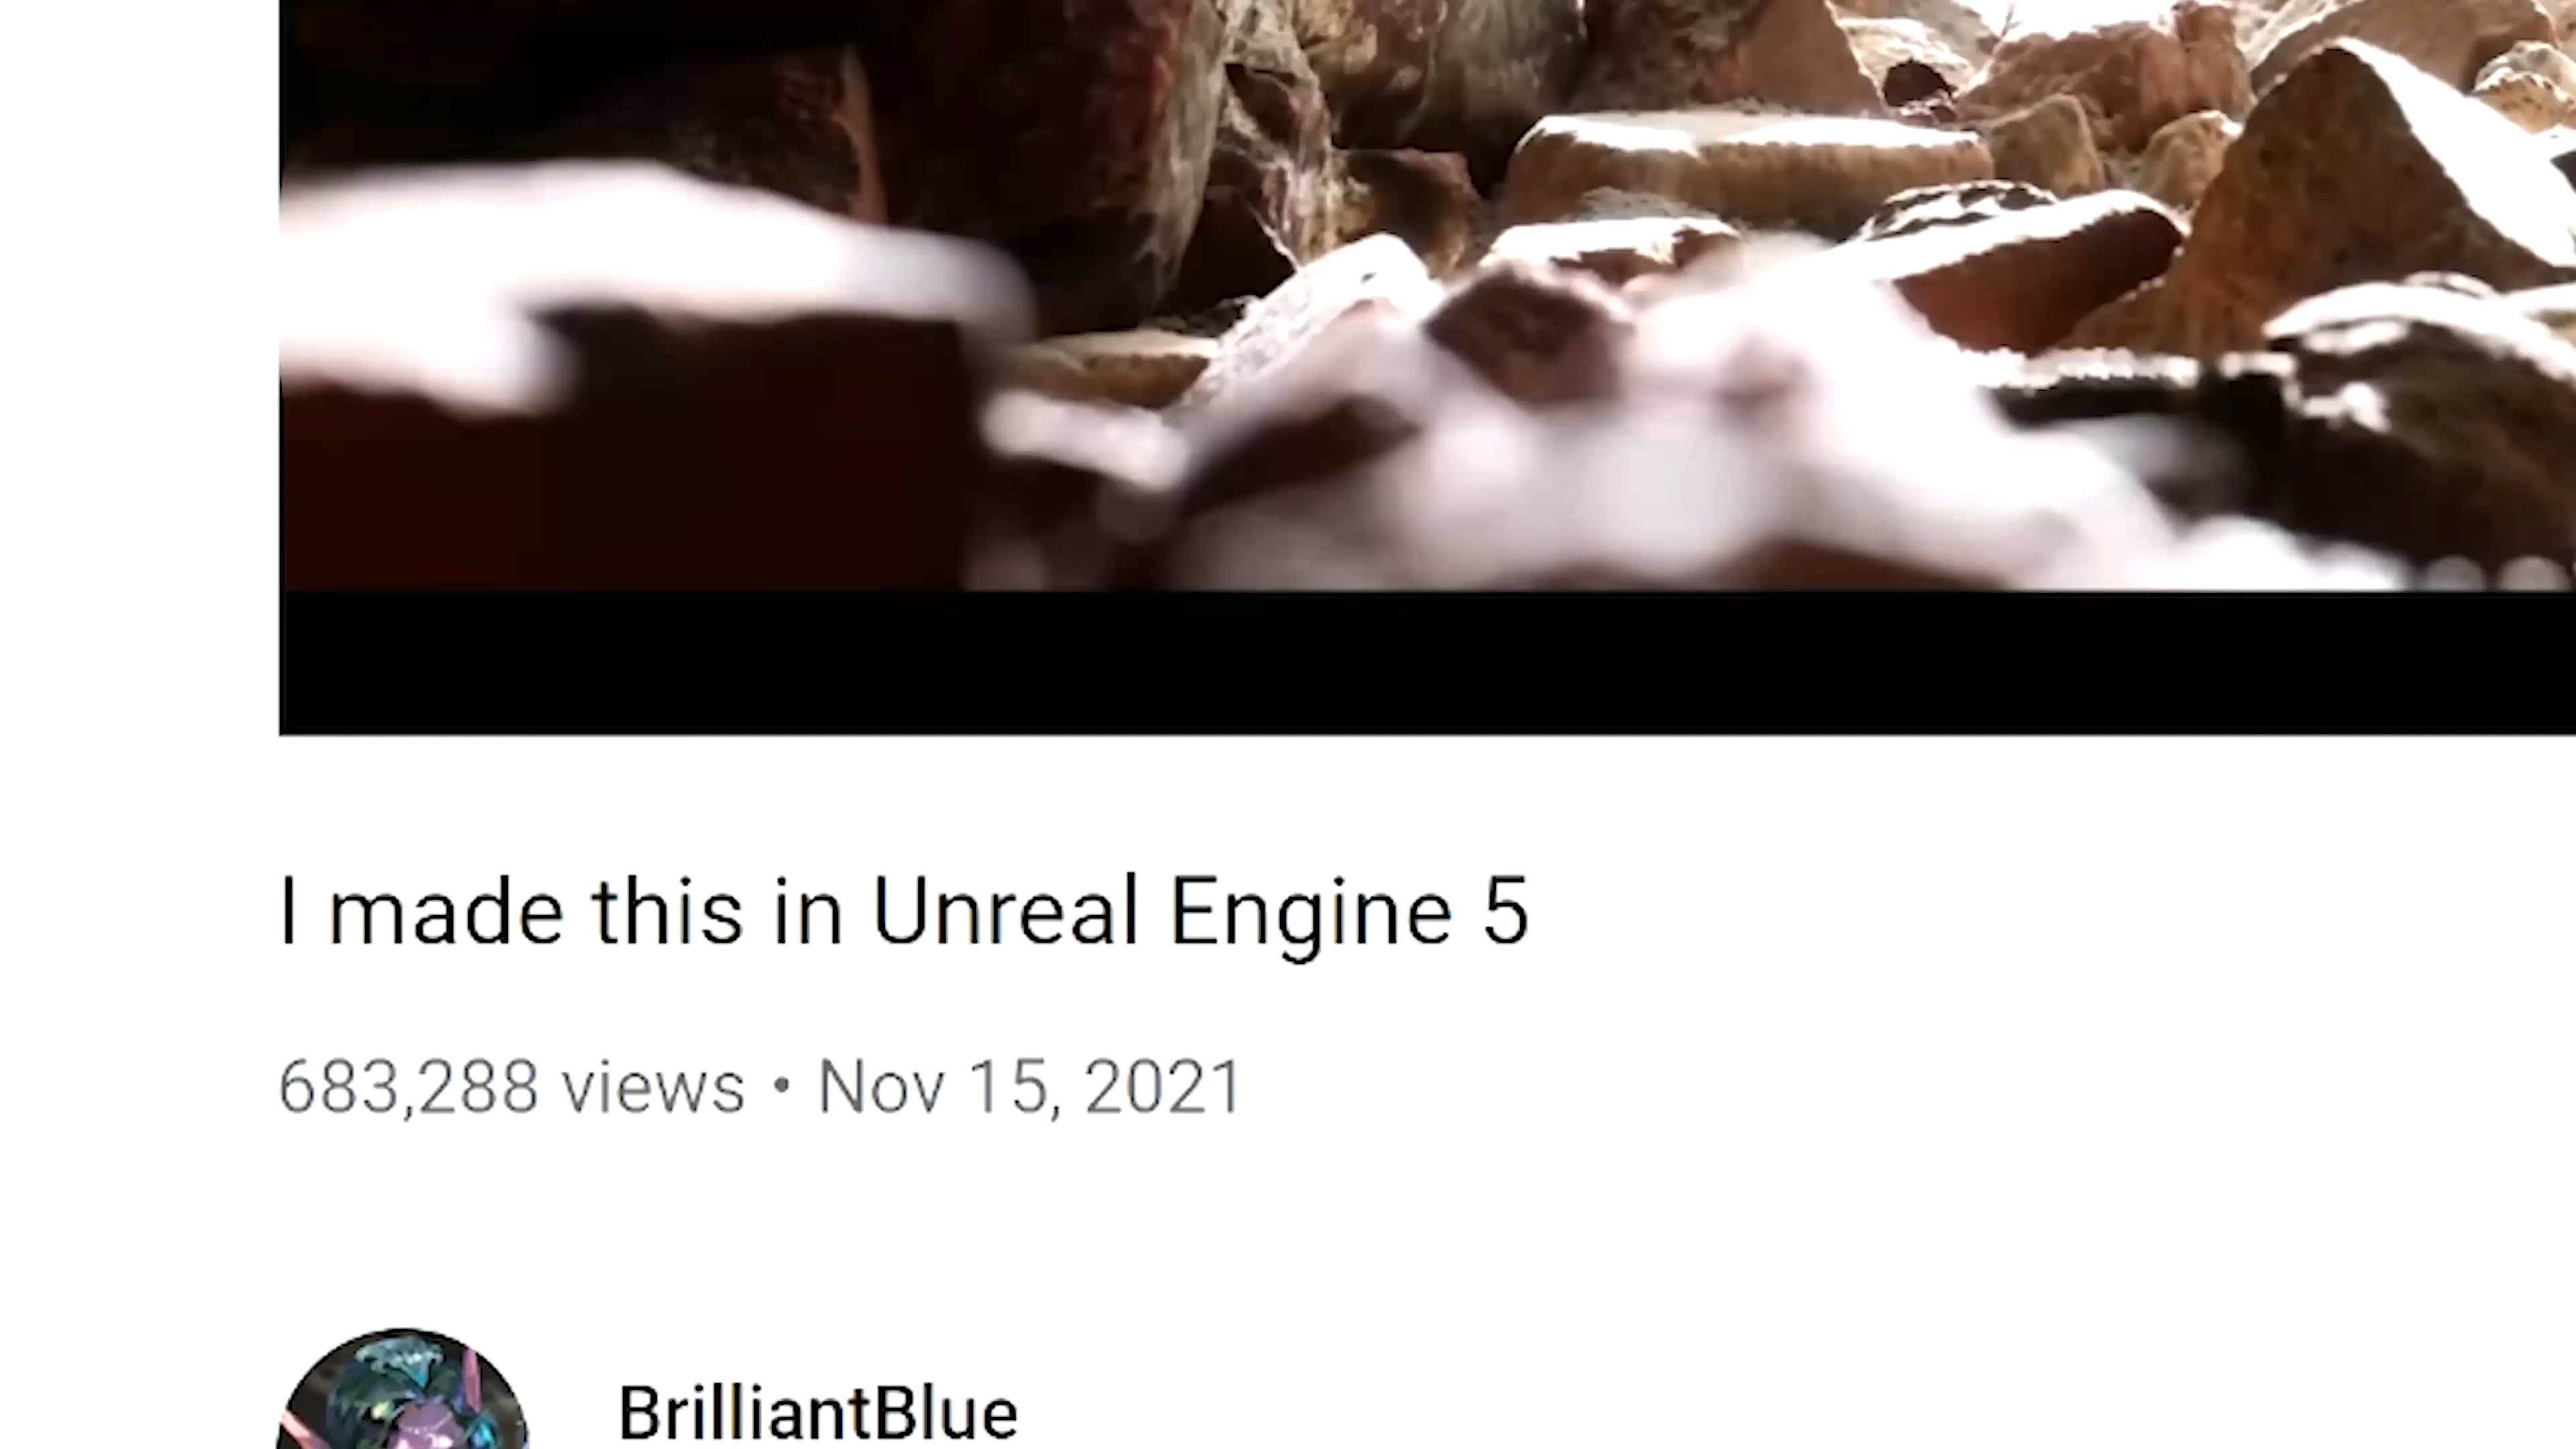 I made this in Unreal Engine 5
683,288 views • Nov 15, 2021
BrilliantBlue